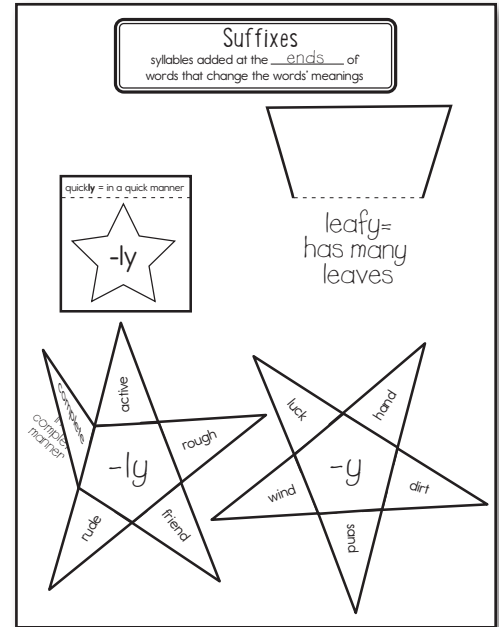 Suffixes
syllables added at the ends of
words that change the words' meanings
quickly = in a quick manner
-ly
leafy=
has many
leaves
complete
manner
active
rough
friend
rude
-ly
luck
hand
dirt
sand
wind
-y